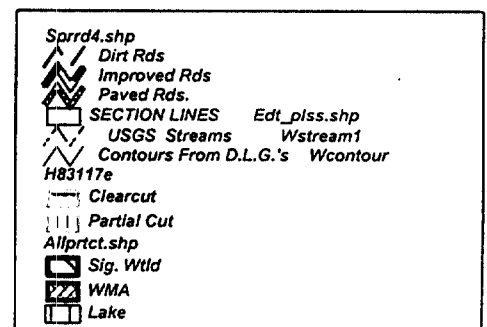 Sprrd4.shp
Dirt Rds
Improved Rds
Paved Rds.
SECTION LINES Edt_plss.shp
USGS Streams Wstream1
Contours From D.L.G.'s Wcontour
H83117e
Clearcut
Partial Cut
Allprtct.shp
Sig. Wtld
WMA
Lake